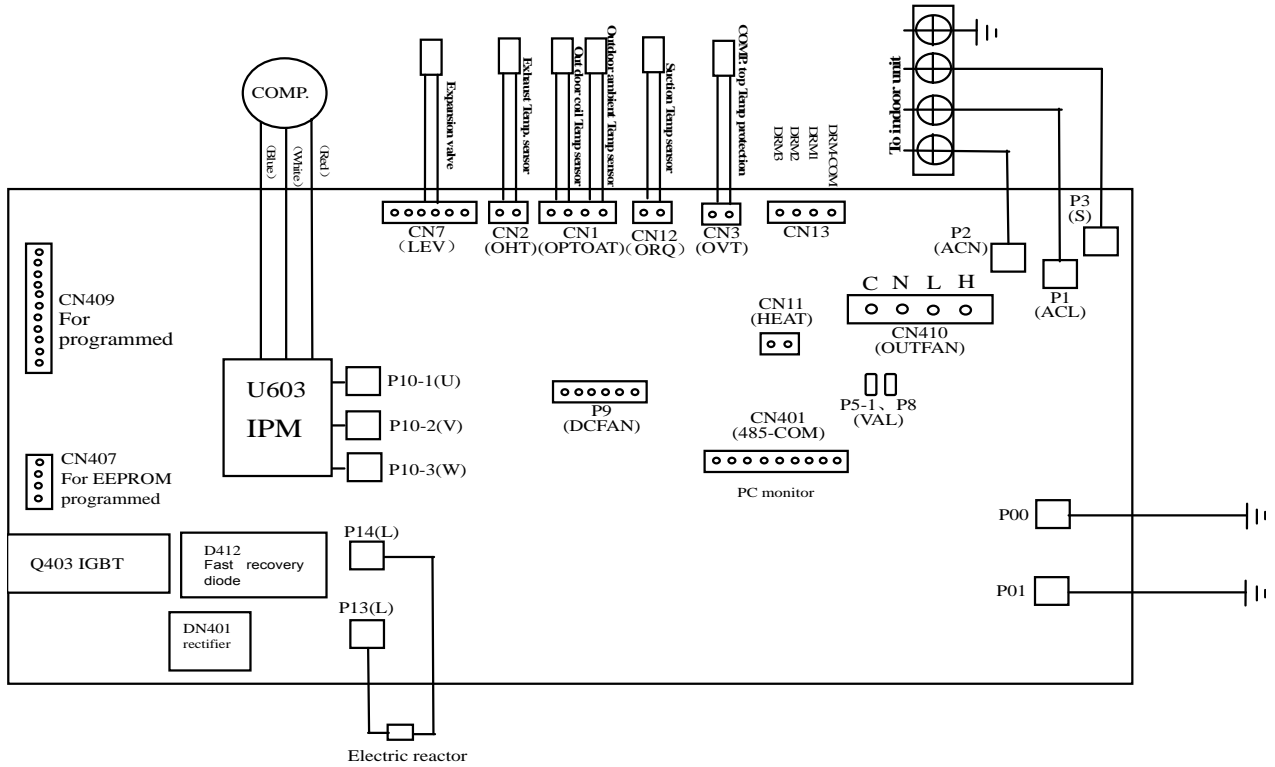 COMP.
(Blue)
(White)
(Red)
Expansion valve
Exhaust Temp. sensor
Out door coil Temp sensor
Outdoor ambient Temp sensor
Suction Temp sensor
COMP. top Temp protection
DRM3
DRM2
DRM1
DRM-COM
To indoor unit
CN7
(LEV)
CN2
(OHT)
CN1
(OPTOAT)
CN12
(ORQ)
CN3
(OVT)
CN13
P2
(ACN)
P3
(S)
P1
(ACL)
CN409
For
programmed
CN11
(HEAT)
C N L H
CN410
(OUTFAN)
U603
IPM
P10-1(U)
P10-2(V)
P10-3(W)
P9
(DCFAN)
P5-1、P8
(VAL)
CN401
(485-COM)
PC monitor
CN407
For EEPROM
programmed
P00
P01
Q403 IGBT
D412
Fast recovery
diode
P14(L)
P13(L)
DN401
rectifier
Electric reactor